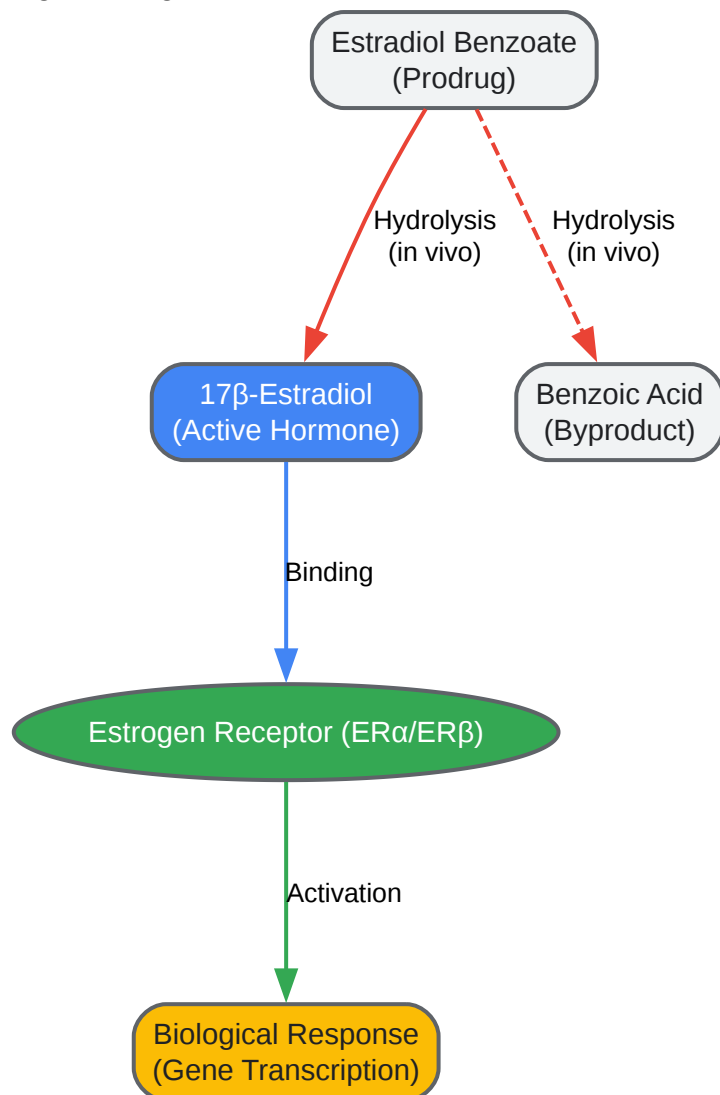 Estradiol Benzoate
(Prodrug)
Hydrolysis
(in vivo)
Hydrolysis
(in vivo)
17β-Estradiol
(Active Hormone)
Benzoic Acid
(Byproduct)
Binding
Estrogen Receptor (ERα/ERβ)
Activation
Biological Response
(Gene Transcription)